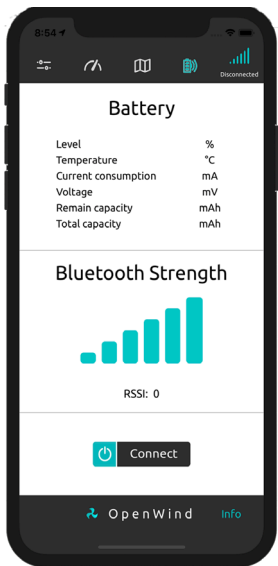 8:54
Disconnected
Battery
Level %
Temperature °C
Current consumption mA
Voltage mV
Remain capacity mAh
Total capacity mAh
Bluetooth Strength
RSSI: 0
Connect
OpenWind Info